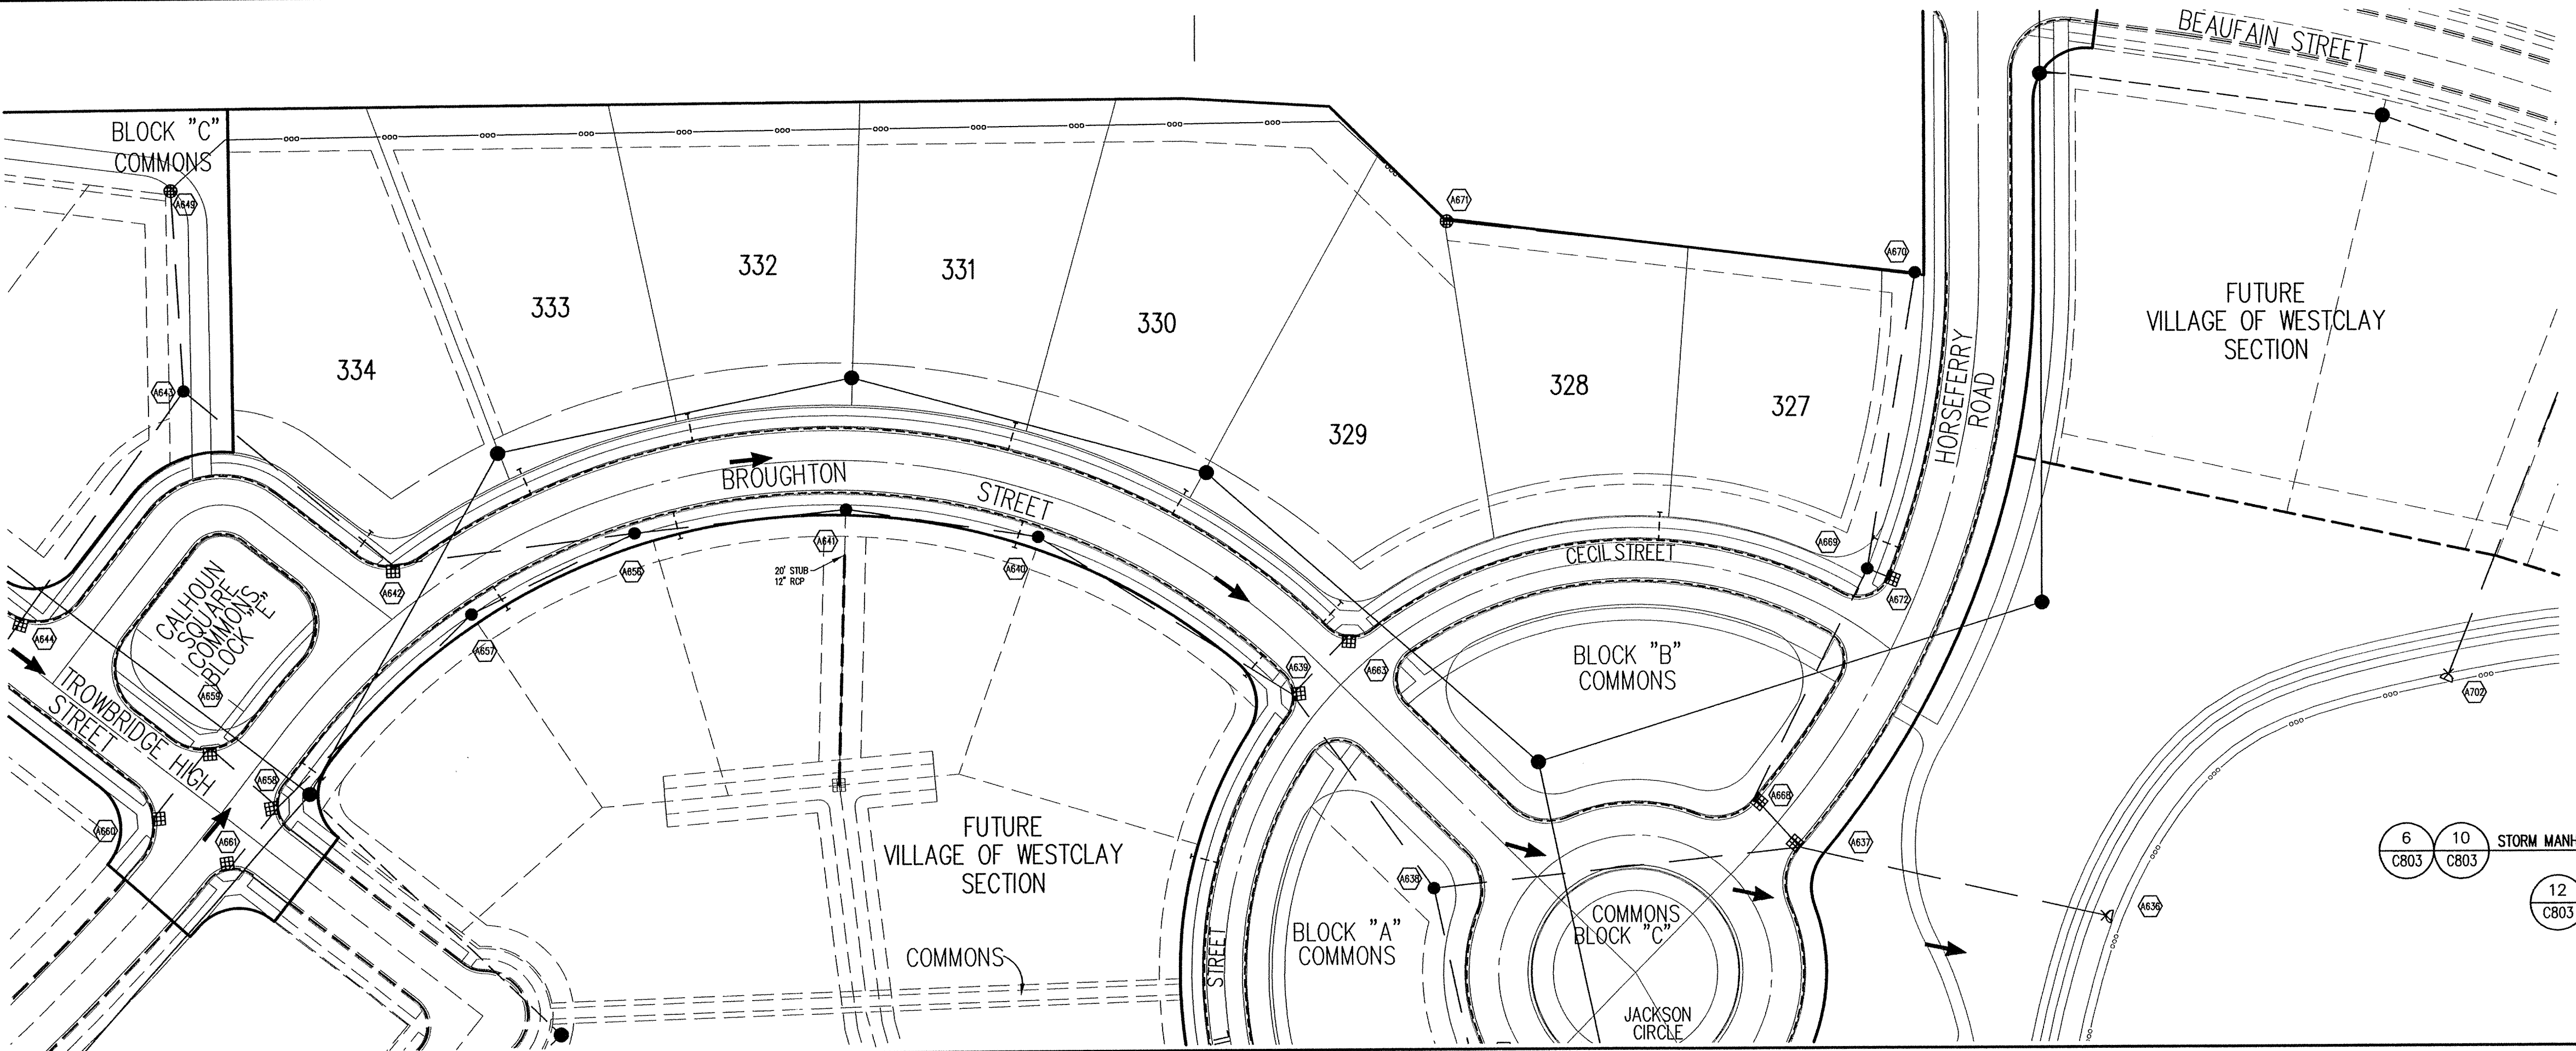 BEAUFAIN STREET
BLOCK "C"
COMMONS
A649
A671
A670
334
333
332
331
330
329
328
327
HORSEFERRY
ROAD
FUTURE
VILLAGE OF WESTCLAY
SECTION
A643
BROUGHTON
STREET
A642
A656
A641
20' STUB
12" RCP
A640
CECIL STREET
A669
A672
A644
A657
A639
A663
CALHOUN
SQUARE
COMMONS
BLOCK "E"
A659
BLOCK "B"
COMMONS
A702
TROWBRIDGE HIGH
STREET
A658
A660
A661
A668
A637
A638
A636
FUTURE
VILLAGE OF WESTCLAY
SECTION
COMMONS
STREET
BLOCK "A"
COMMONS
COMMONS
BLOCK "C"
JACKSON
CIRCLE
6
C803
10
C803
STORM MANH
12
C803